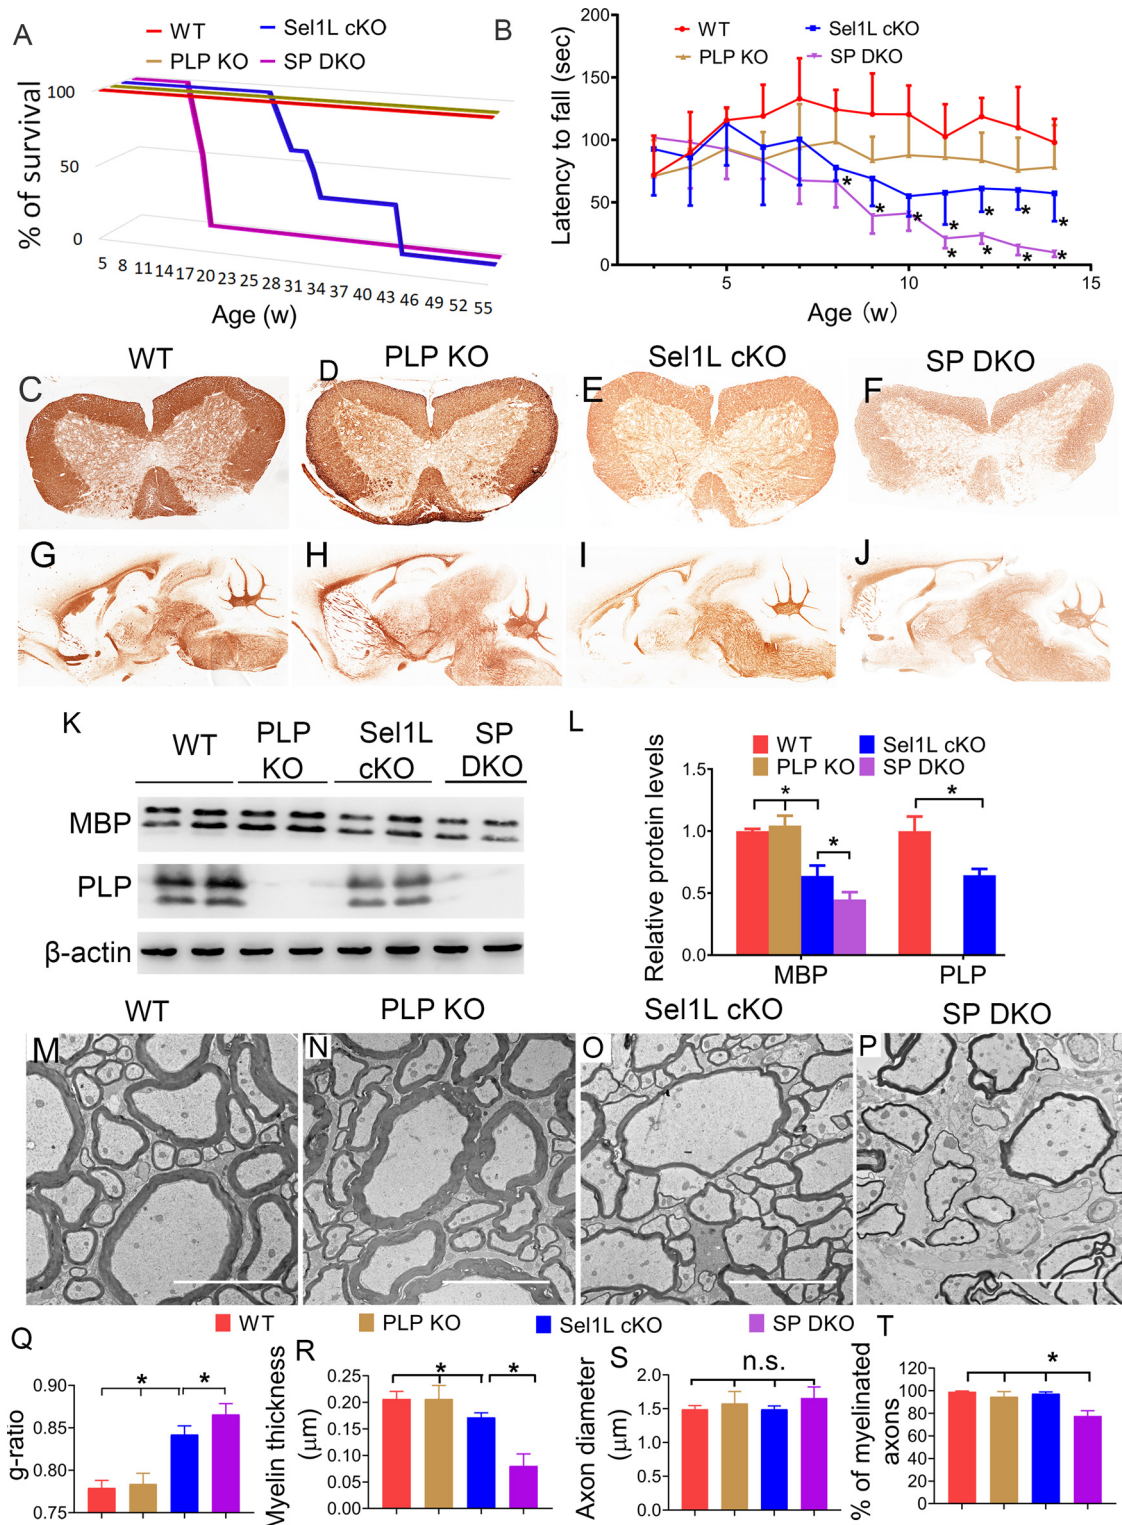 A
WT
Sel1L cKO
PLP KO
SP DKO
% of survival
100
50
0
5 8 11 14 17 20 23 25 28 31 34 37 40 43 46 49 52 55
Age (w)
B
WT
Sel1L cKO
PLP KO
SP DKO
Latency to fall (sec)
200
150
100
50
0
* * * * * * *
* * * *
5 10 15
Age (w)
WT PLP KO Sel1L cKO SP DKO
C D E F
G H I J
K
WT PLP KO Sel1L cKO SP DKO
MBP
PLP
β-actin
L
WT
Sel1L cKO
PLP KO
SP DKO
Relative protein levels
1.5
1.0
0.5
0.0
* * *
MBP PLP
WT PLP KO Sel1L cKO SP DKO
M N O P
WT PLP KO Sel1L cKO SP DKO
Q
g-ratio
0.90
0.85
0.80
0.75
* *
R
Myelin thickness (μm)
0.25
0.20
0.15
0.10
0.05
0.00
* *
S
Axon diameter (μm)
2.0
1.5
1.0
0.5
0.0
n.s.
T
% of myelinated axons
120
100
80
60
40
20
0
*